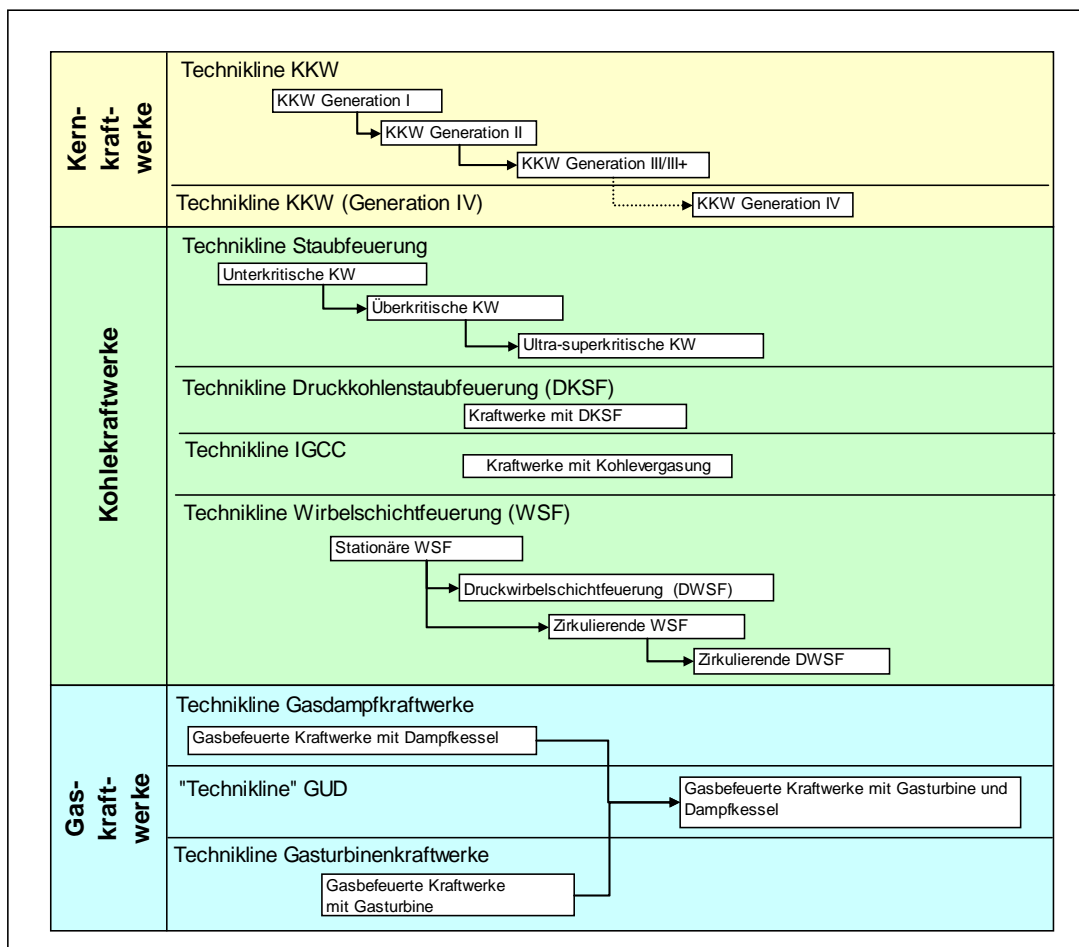 Kern-
kraft-
werke
Technikline KKW
KKW Generation I
KKW Generation II
KKW Generation III/III+
Technikline KKW (Generation IV)
KKW Generation IV
Kohlekraftwerke
Technikline Staubfeuerung
Unterkritische KW
Überkritische KW
Ultra-superkritische KW
Technikline Druckkohlenstaubfeuerung (DKSF)
Kraftwerke mit DKSF
Technikline IGCC
Kraftwerke mit Kohlevergasung
Technikline Wirbelschichtfeuerung (WSF)
Stationäre WSF
Druckwirbelschichtfeuerung (DWSF)
Zirkulierende WSF
Zirkulierende DWSF
Gas-
kraft-
werke
Technikline Gasdampfkraftwerke
Gasbefeuerte Kraftwerke mit Dampfkessel
"Technikline" GUD
Gasbefeuerte Kraftwerke mit Gasturbine und
Dampfkessel
Technikline Gasturbinenkraftwerke
Gasbefeuerte Kraftwerke
mit Gasturbine